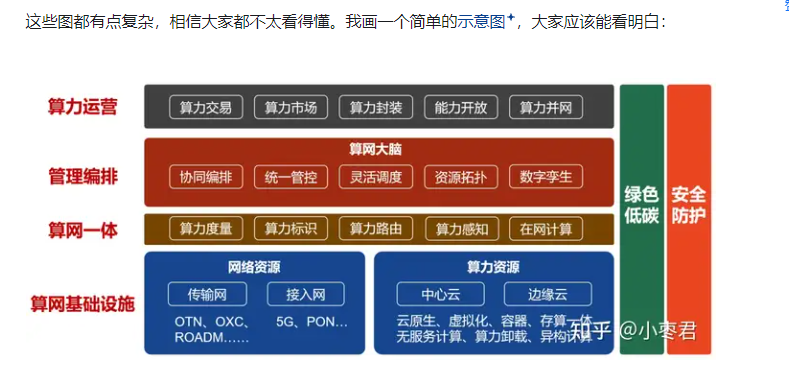 这些图都有点复杂，相信大家都不太看得懂。我画一个简单的示意图，大家应该能看明白：
算力运营
算力交易 算力市场 算力封装 能力开放 算力并网
管理编排
算网大脑
协同编排 统一管控 灵活调度 资源拓扑 数字孪生
算网一体
算力度量 算力标识 算力路由 算力感知 在网计算
算网基础设施
网络资源
传输网 接入网
OTN、OXC、 5G、PON...
ROADM......
算力资源
中心云 边缘云
云原生、虚拟化、容器、存算一体
无服务计算、算力卸载、异构计算
绿色
低碳
安全
防护
知乎 @小枣君